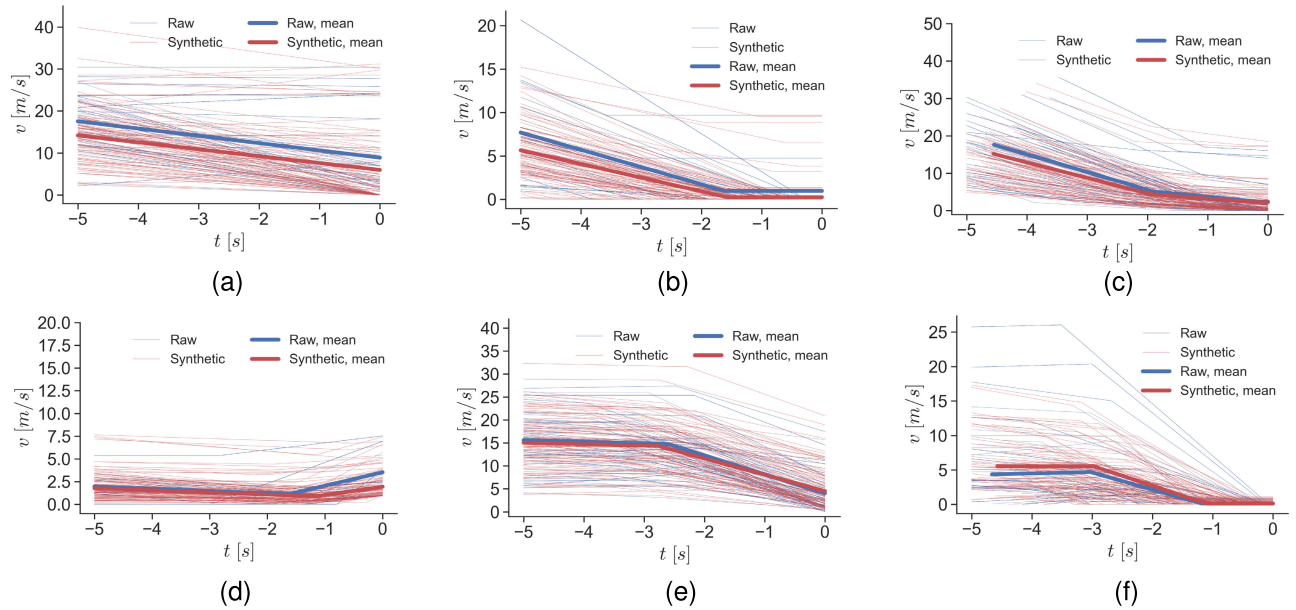 Raw
Synthetic
Raw, mean
Synthetic, mean
40
30
20
10
0
v [m/s]
−5 −4 −3 −2 −1 0
t [s]
(a)
20
15
10
5
0
v [m/s]
Raw
Synthetic
Raw, mean
Synthetic, mean
−5 −4 −3 −2 −1 0
t [s]
(b)
50
40
30
20
10
0
v [m/s]
Raw
Synthetic
Raw, mean
Synthetic, mean
−5 −4 −3 −2 −1 0
t [s]
(c)
20.0
17.5
15.0
12.5
10.0
7.5
5.0
2.5
0.0
v [m/s]
Raw
Synthetic
Raw, mean
Synthetic, mean
−5 −4 −3 −2 −1 0
t [s]
(d)
40
35
30
25
20
15
10
5
0
v [m/s]
Raw
Synthetic
Raw, mean
Synthetic, mean
−5 −4 −3 −2 −1 0
t [s]
(e)
25
20
15
10
5
0
v [m/s]
Raw
Synthetic
Raw, mean
Synthetic, mean
−5 −4 −3 −2 −1 0
t [s]
(f)